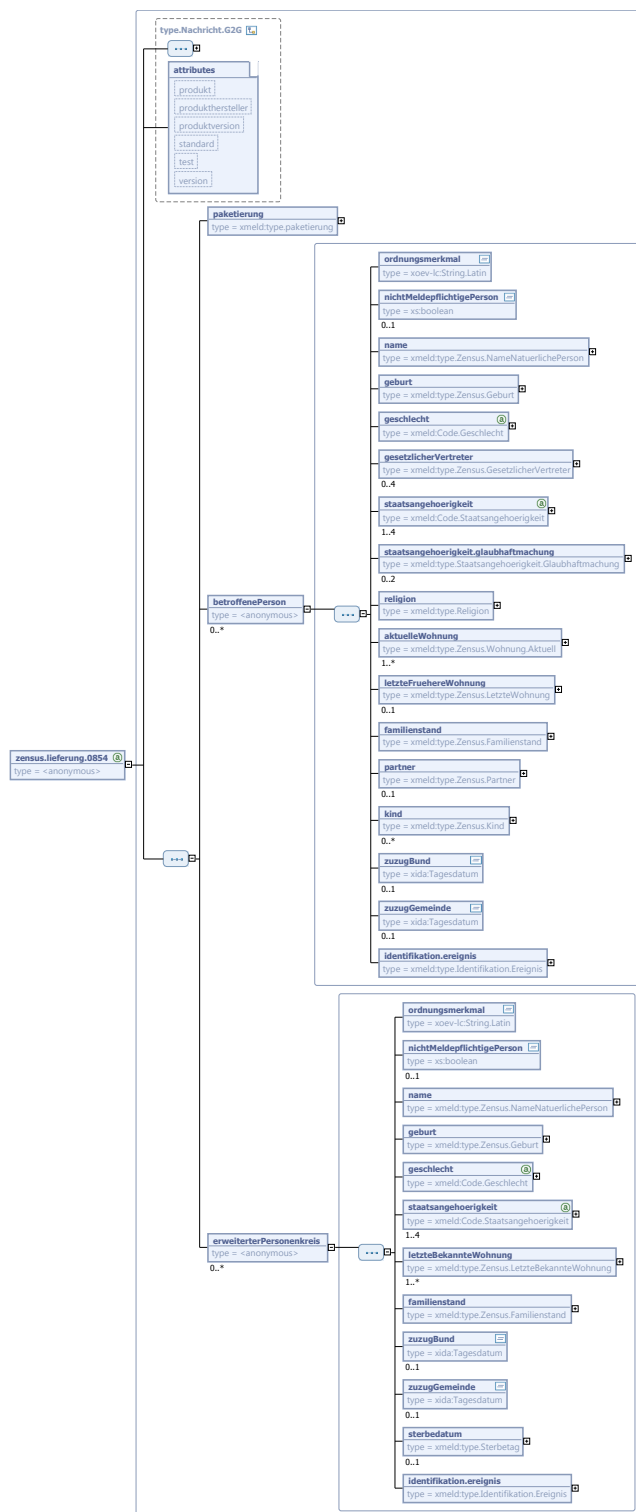 type.Nachricht.G2G
attributes
produkt
produkthersteller
produktversion
standard
test
version
paketierung
type = xmeld:type.paketierung
ordnungsmerkmal
type = xoev-lc:String.Latin
nichtMeldepflichtigePerson
type = xs:boolean
0..1
name
type = xmeld:type.Zensus.NameNatuerlichePerson
geburt
type = xmeld:type.Zensus.Geburt
geschlecht
type = xmeld:Code.Geschlecht
gesetzlicherVertreter
type = xmeld:type.Zensus.GesetzlicherVertreter
0..4
staatsangehoerigkeit
type = xmeld:Code.Staatsangehoerigkeit
1..4
staatsangehoerigkeit.glaubhaftmachung
type = xmeld:type.Staatsangehoerigkeit.Glaubhaftmachung
0..2
betroffenePerson
type = <anonymous>
0..*
religion
type = xmeld:type.Religion
aktuelleWohnung
type = xmeld:type.Zensus.Wohnung.Aktuell
1..*
letzteFruehereWohnung
type = xmeld:type.Zensus.LetzteWohnung
0..1
familienstand
type = xmeld:type.Zensus.Familienstand
zensus.lieferung.0854
type = <anonymous>
partner
type = xmeld:type.Zensus.Partner
0..1
kind
type = xmeld:type.Zensus.Kind
0..*
zuzugBund
type = xida:Tagesdatum
0..1
zuzugGemeinde
type = xida:Tagesdatum
0..1
identifikation.ereignis
type = xmeld:type.Identifikation.Ereignis
ordnungsmerkmal
type = xoev-lc:String.Latin
nichtMeldepflichtigePerson
type = xs:boolean
0..1
name
type = xmeld:type.Zensus.NameNatuerlichePerson
geburt
type = xmeld:type.Zensus.Geburt
geschlecht
type = xmeld:Code.Geschlecht
staatsangehoerigkeit
type = xmeld:Code.Staatsangehoerigkeit
1..4
erweiterterPersonenkreis
type = <anonymous>
0..*
letzteBekannteWohnung
type = xmeld:type.Zensus.LetzteBekannteWohnung
1..*
familienstand
type = xmeld:type.Zensus.Familienstand
zuzugBund
type = xida:Tagesdatum
0..1
zuzugGemeinde
type = xida:Tagesdatum
0..1
sterbedatum
type = xmeld:type.Sterbetag
0..1
identifikation.ereignis
type = xmeld:type.Identifikation.Ereignis